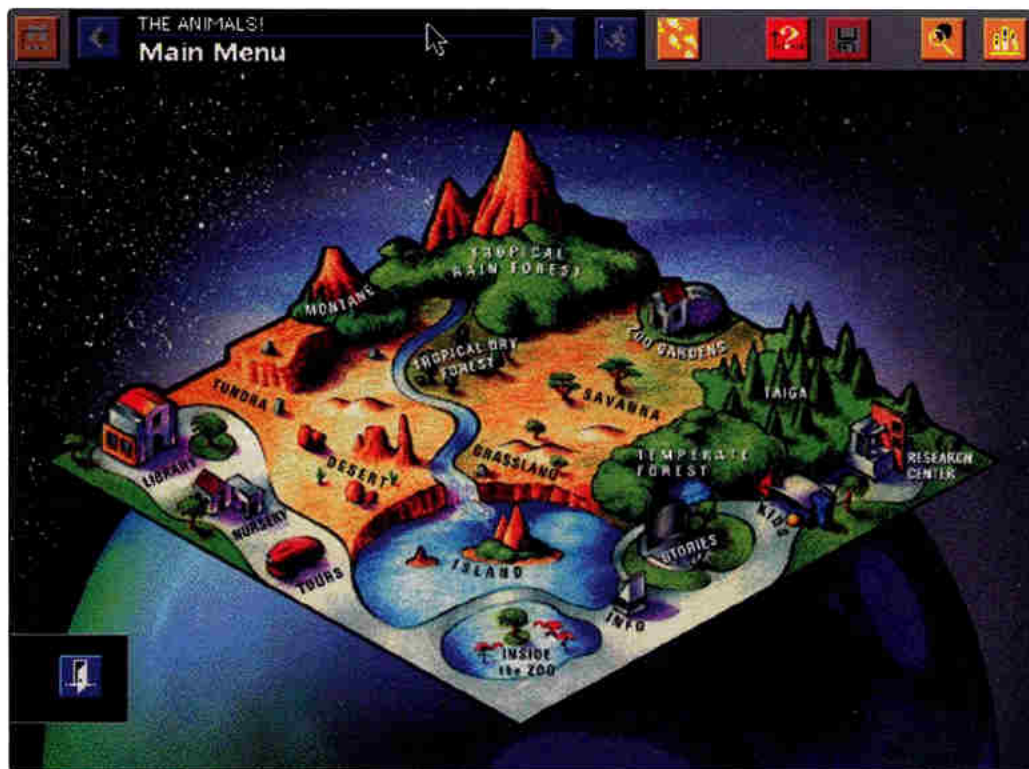 THE ANIMALS!
Main Menu
TROPICAL
RAIN FOREST
MONTANE
ZOO GARDENS
TROPICAL DRY
FOREST
TAIGA
TUNDRA
SAVANNA
GRASSLAND
TEMPERATE
FOREST
RESEARCH
CENTER
LIBRARY
DESERT
KIDS
NURSERY
STORIES
ISLAND
TOURS
INFO
INSIDE
the ZOO